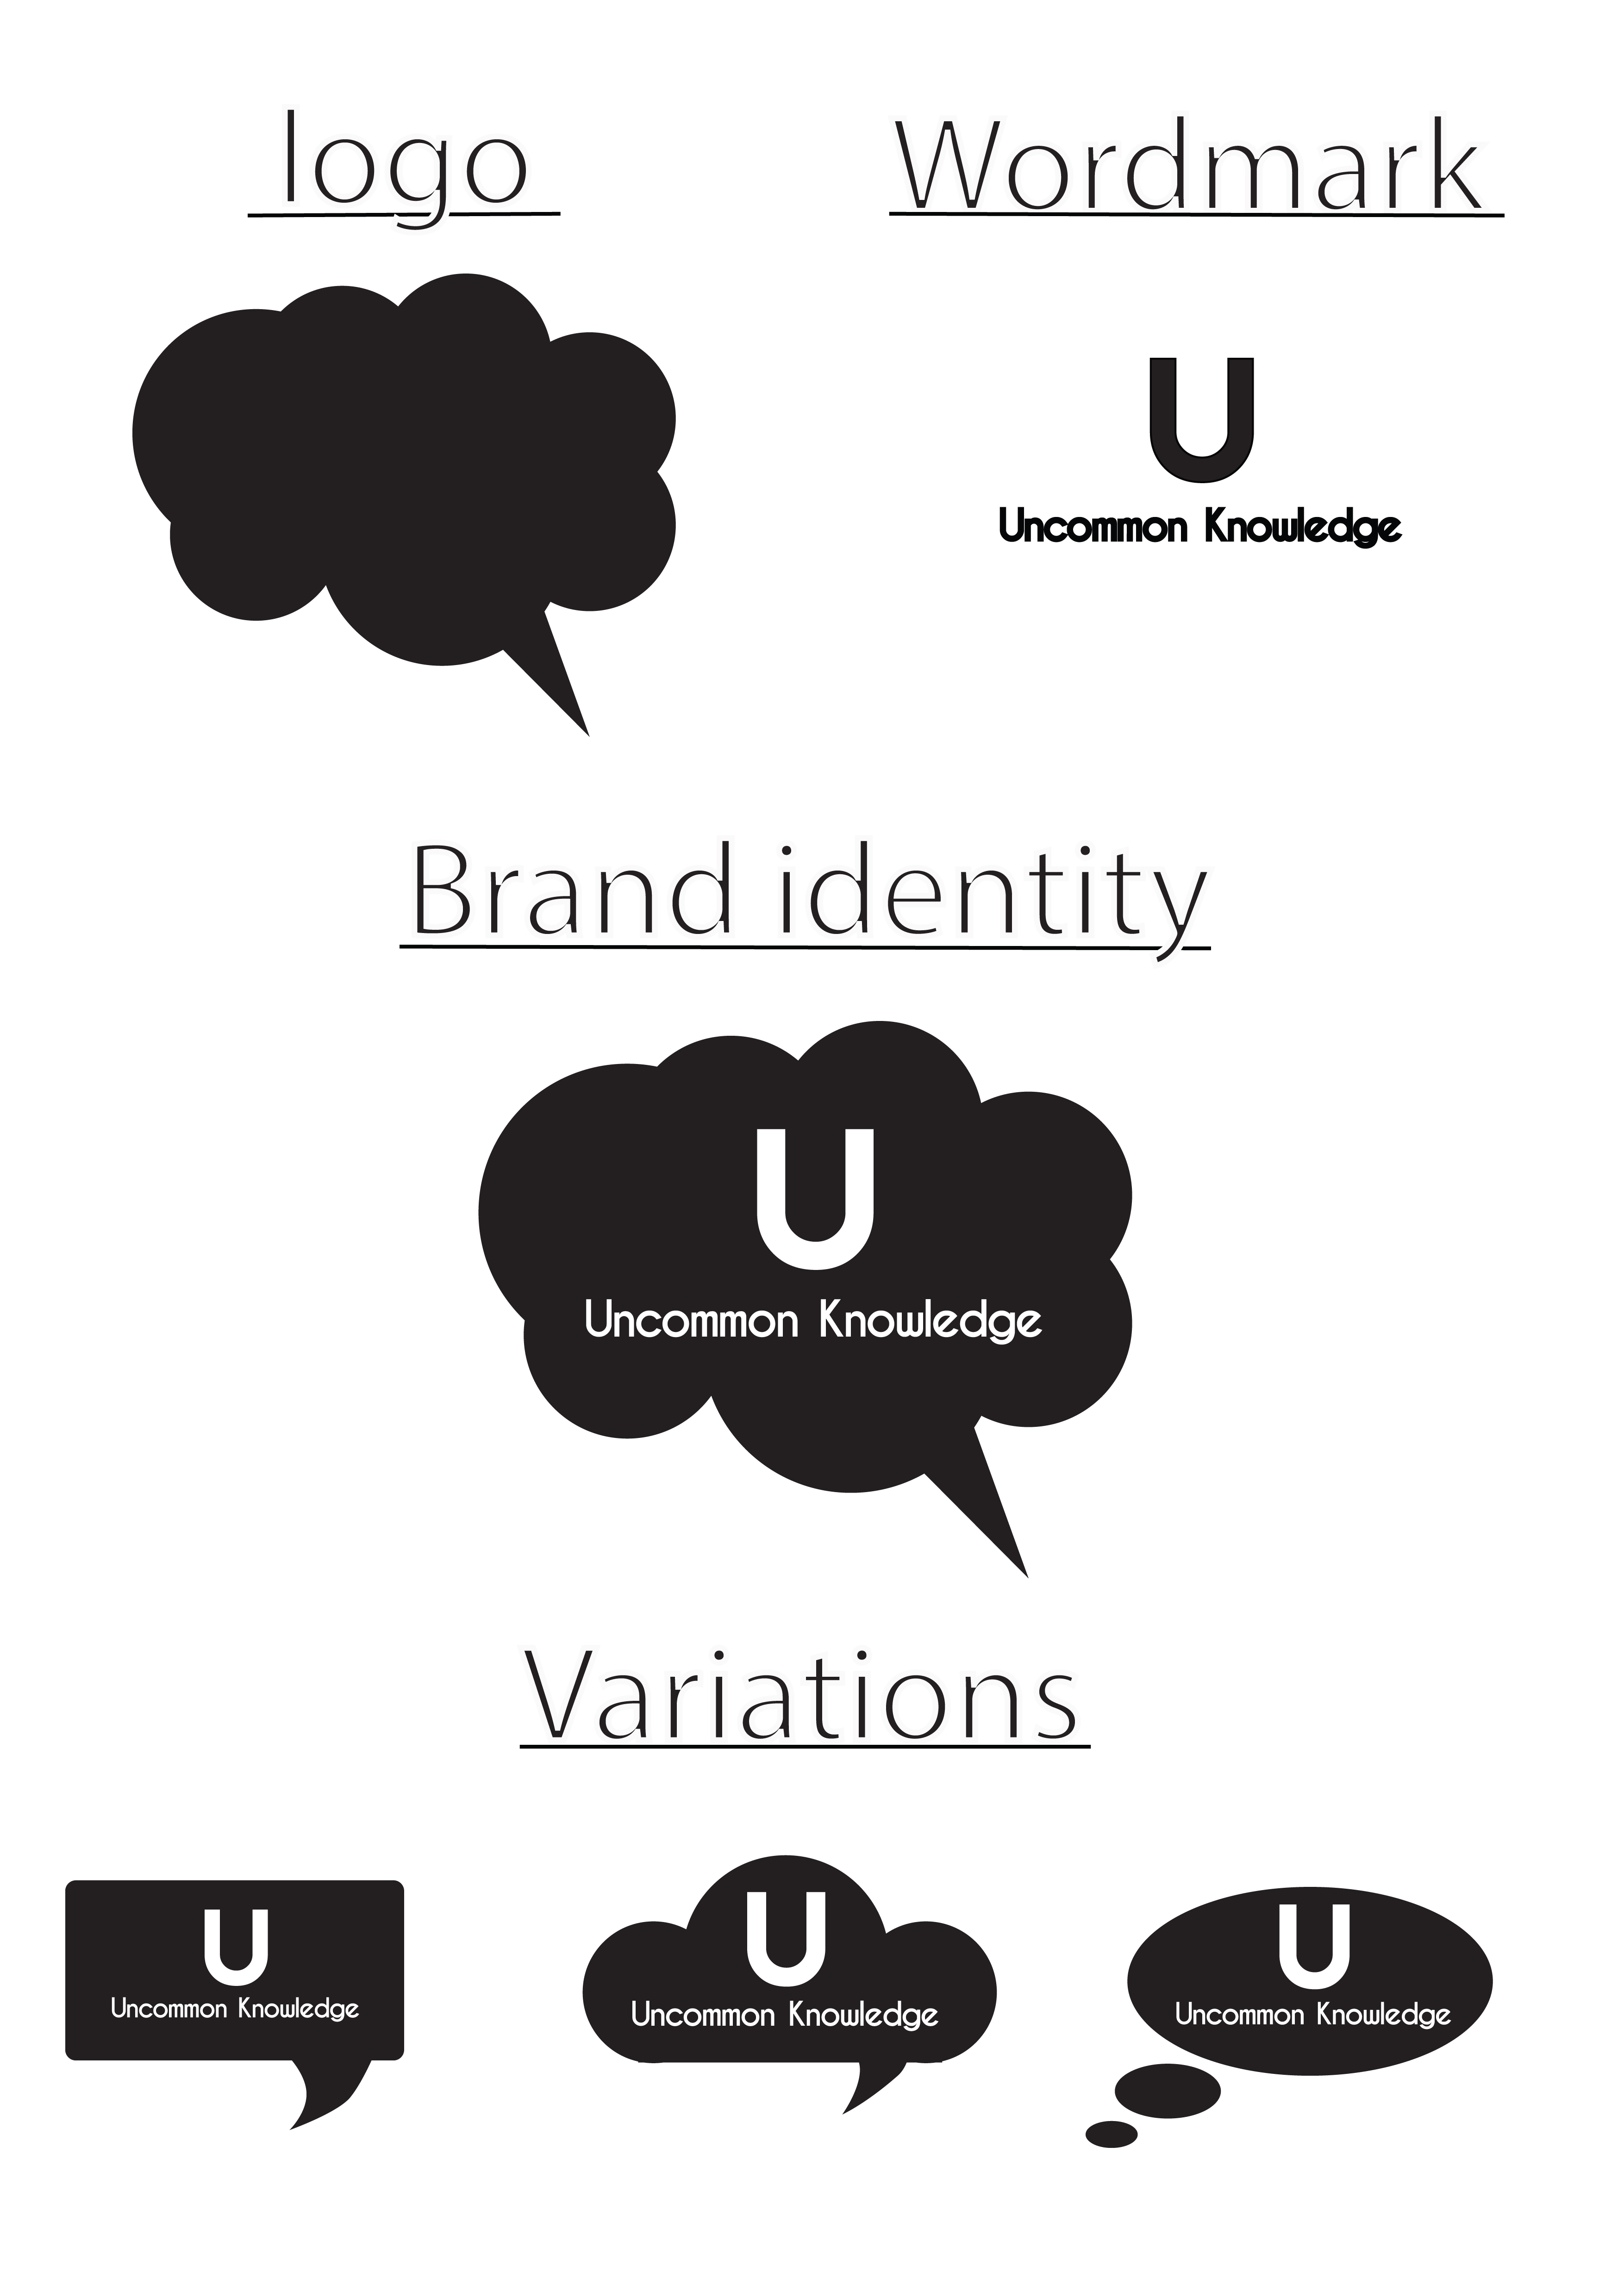 logo
Wordmark
U
Uncommon Knowledge
Brand identity
U
Uncommon Knowledge
Variations
U
Uncommon Knowledge
U
Uncommon Knowledge
U
Uncommon Knowledge